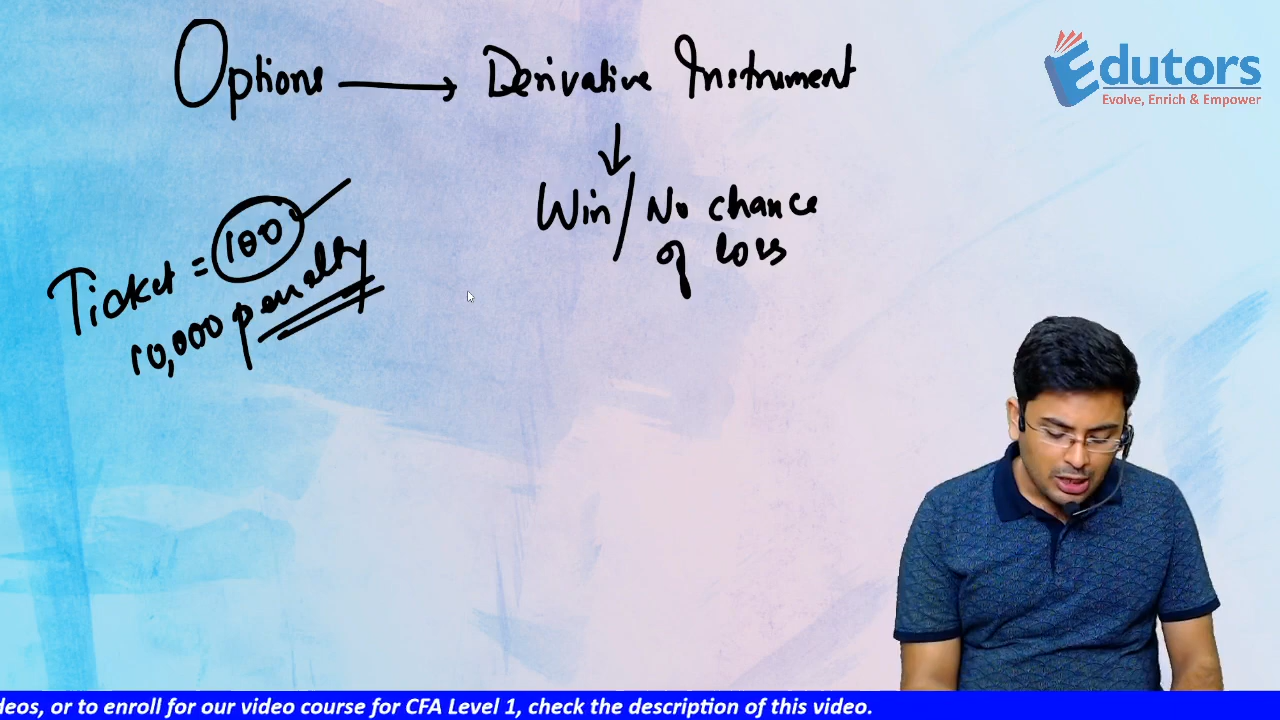 Options → Derivative Instrument
Edutors
Evolve, Enrich & Empower
Win/No chance
of loss
Ticket = 100
10,000 penalty
deos, or to enroll for our video course for CFA Level 1, check the description of this video.